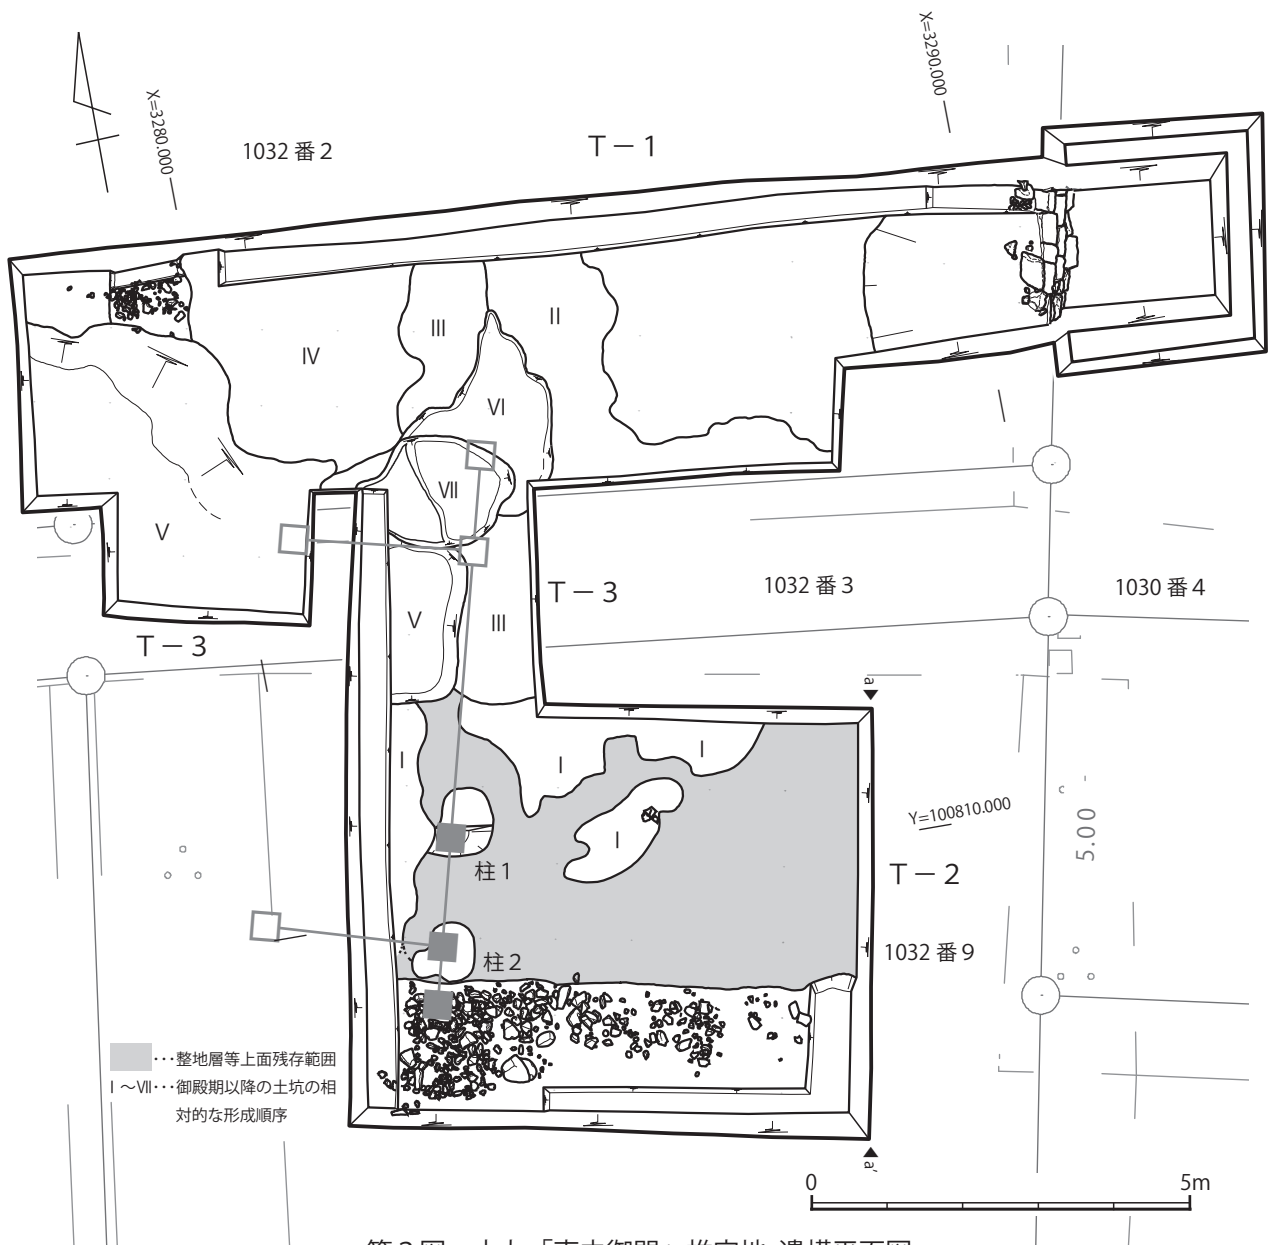 X=3280.000
X=3290.000
1032 番２
Ｔ－１
Ⅳ
Ⅲ
Ⅱ
Ⅵ
Ⅶ
Ⅴ
Ⅴ
Ⅲ
Ｔ－３
Ｔ－３
1032 番３
1030 番４
a
Ⅰ
Ⅰ
Ⅰ
Ⅰ
Y=100810.000
5.00
柱１
Ｔ－２
柱２
1032 番９
･･･整地層等上面残存範囲
Ⅰ～Ⅶ･･･御殿期以降の土坑の相
対的な形成順序
a'
0 5m